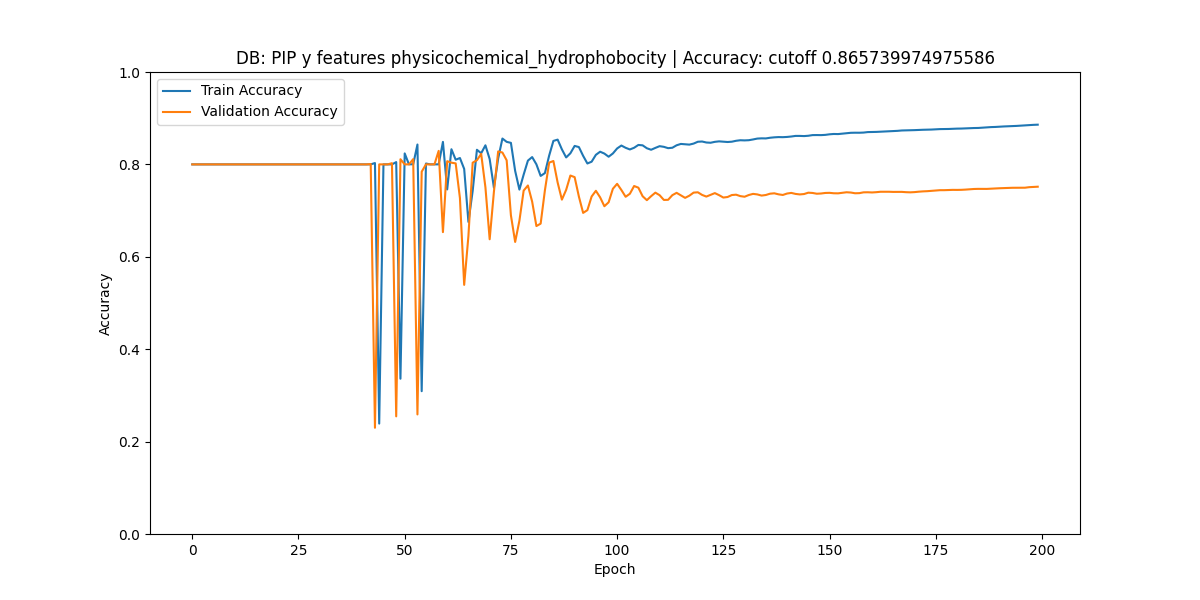 DB: PIP y features physicochemical_hydrophobocity | Accuracy: cutoff 0.865739974975586
Train Accuracy
Validation Accuracy
1.0
0.8
0.6
0.4
0.2
0.0
Accuracy
0 25 50 75 100 125 150 175 200
Epoch